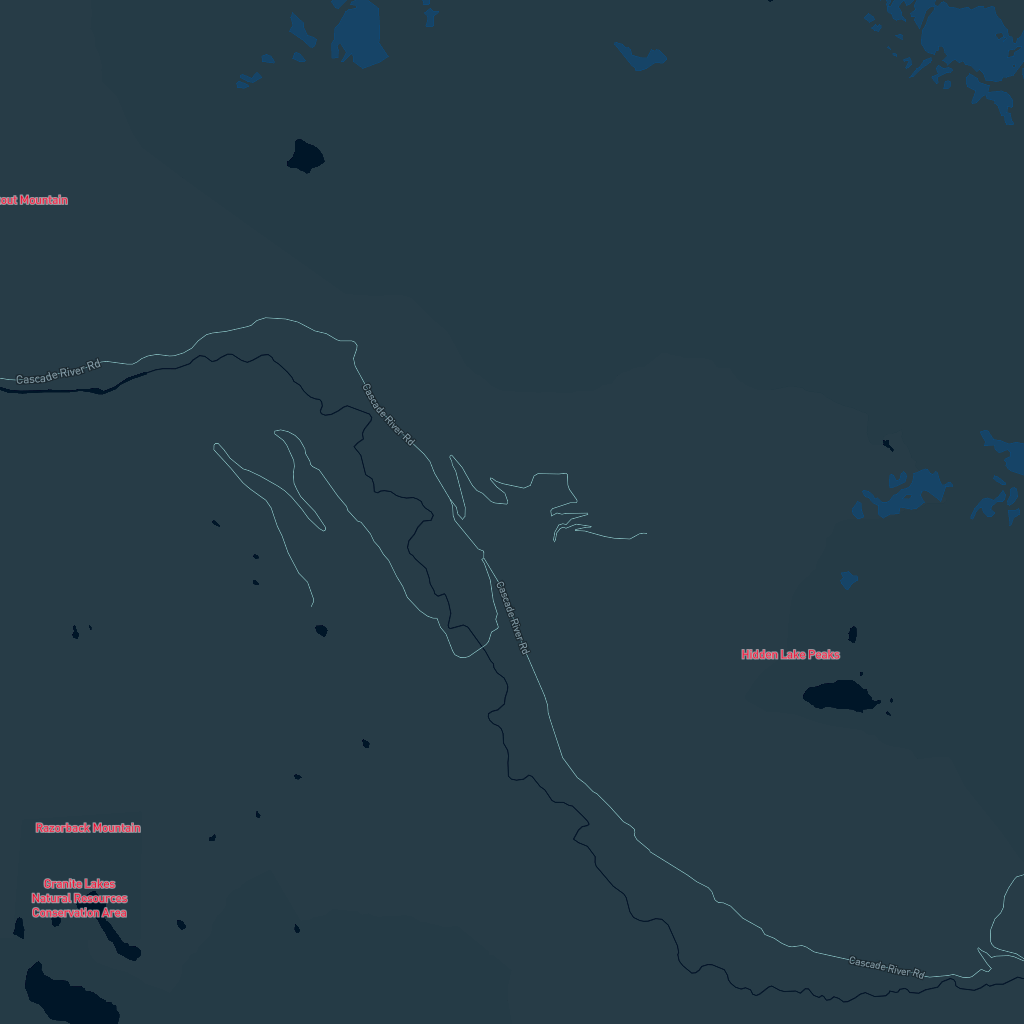 Mountain
Cascade River Rd
Cascade River Rd
Cascade River Rd
Hidden Lake Peaks
Razorback Mountain
Granite Lakes
Natural Resources
Conservation Area
Cascade River Rd